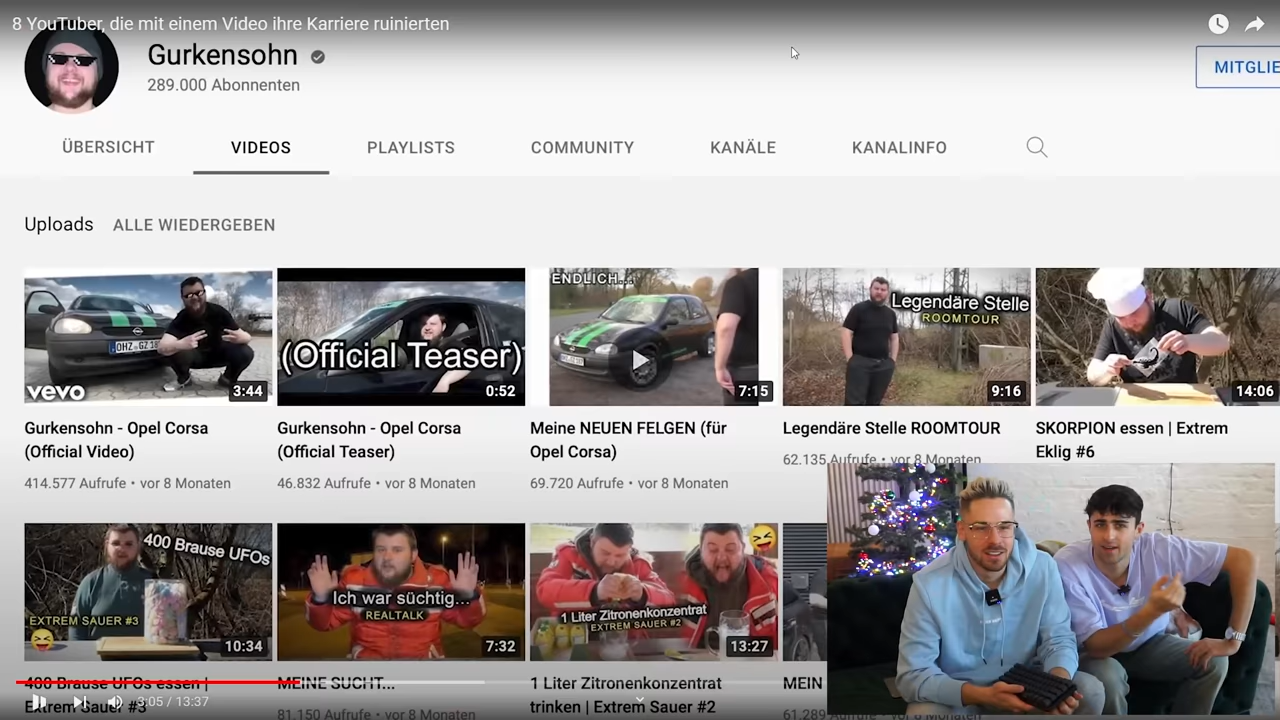 8 YouTuber, die mit einem Video ihre Karriere ruinierten
Gurkensohn
289.000 Abonnenten
MITGLIE
ÜBERSICHT VIDEOS PLAYLISTS COMMUNITY KANÄLE KANALINFO
Uploads ALLE WIEDERGEBEN
ENDLICH...
Legendäre Stelle
ROOMTOUR
(Official Teaser)
vevo
3:44
0:52
7:15
9:16
14:06
Gurkensohn - Opel Corsa
(Official Video)
414.577 Aufrufe • vor 8 Monaten
Gurkensohn - Opel Corsa
(Official Teaser)
46.832 Aufrufe • vor 8 Monaten
Meine NEUEN FELGEN (für
Opel Corsa)
69.720 Aufrufe • vor 8 Monaten
Legendäre Stelle ROOMTOUR
62.135 Aufrufe • vor 8 Monaten
SKORPION essen | Extrem
Eklig #6
400 Brause UFOs
EXTREM SAUER #3
10:34
Ich war süchtig...
REALTALK
7:32
1 Liter Zitronenkonzentrat
EXTREM SAUER #2
13:27
400 Brause UFOs essen |
Extrem Sauer #3
MEINE SUCHT...
81.150 Aufrufe • vor 8 Monaten
1 Liter Zitronenkonzentrat
trinken | Extrem Sauer #2
MEIN
61.289
3:05 / 13:37